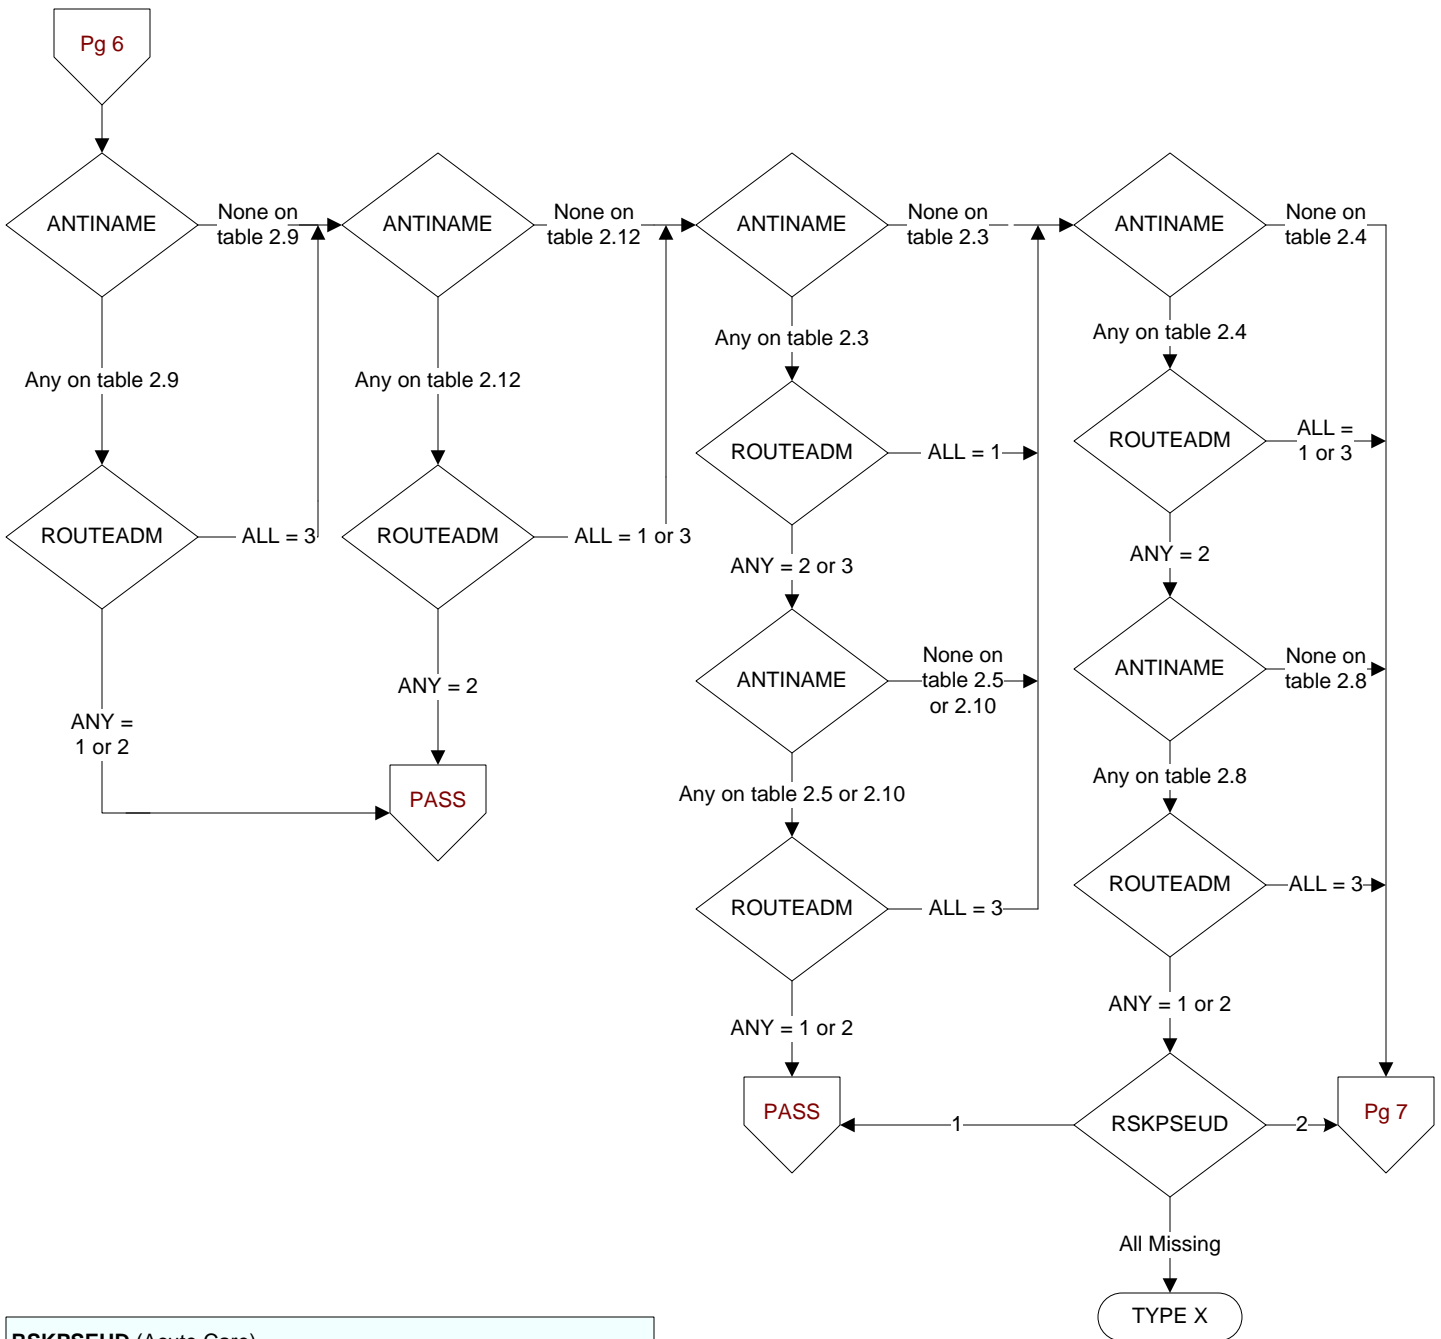 Pg 6
ANTINAME
None on
table 2.9
ANTINAME
None on
table 2.12
ANTINAME
None on
table 2.3
ANTINAME
None on
table 2.4
Any on table 2.9
Any on table 2.12
Any on table 2.3
Any on table 2.4
ROUTEADM
ALL = 3
ROUTEADM
ALL = 1 or 3
ROUTEADM
ALL = 1
ROUTEADM
ALL =
1 or 3
ANY =
1 or 2
ANY = 2
PASS
ANY = 2 or 3
ANY = 2
ANTINAME
None on
table 2.5
or 2.10
ANTINAME
None on
table 2.8
Any on table 2.5 or 2.10
Any on table 2.8
ROUTEADM
ALL = 3
ROUTEADM
ALL = 3
ANY = 1 or 2
ANY = 1 or 2
PASS
1
RSKPSEUD
2
Pg 7
All Missing
TYPE X
RSKPSEUD (Acute Care)